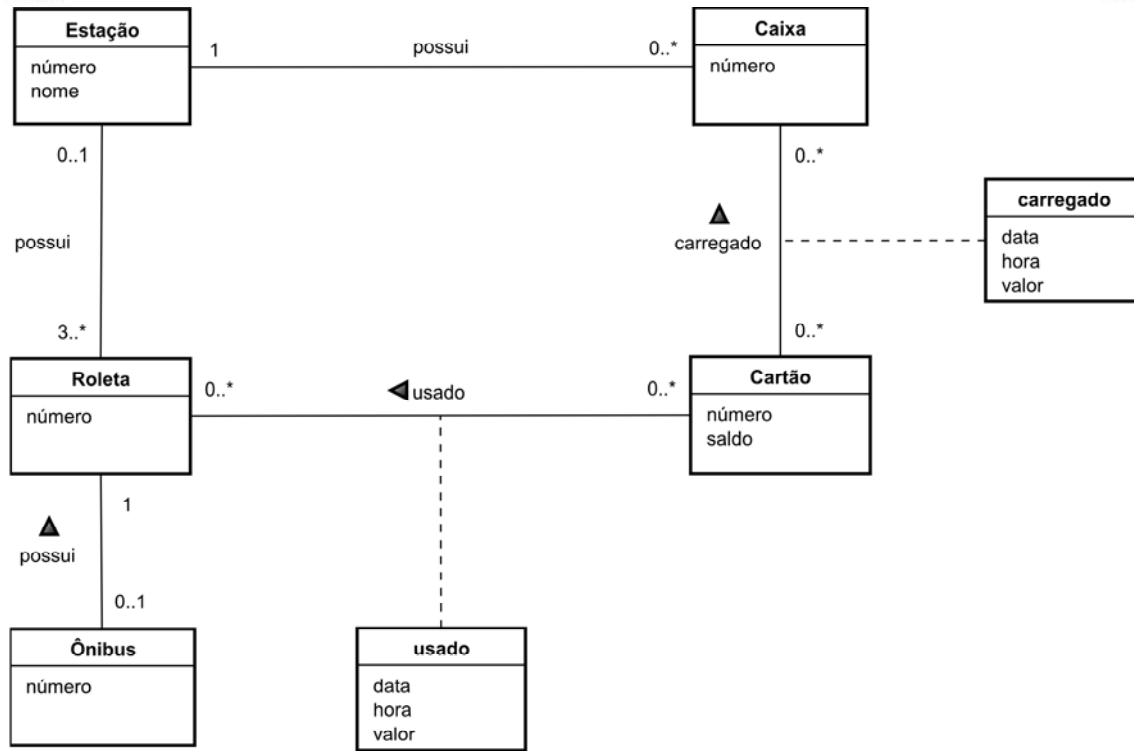 Estação
número
nome
1
possui
0..*
Caixa
número
0..1
possui
3..*
0..*
carregado
0..*
carregado
data
hora
valor
Roleta
número
0..*
usado
0..*
Cartão
número
saldo
1
possui
0..1
Ônibus
número
usado
data
hora
valor